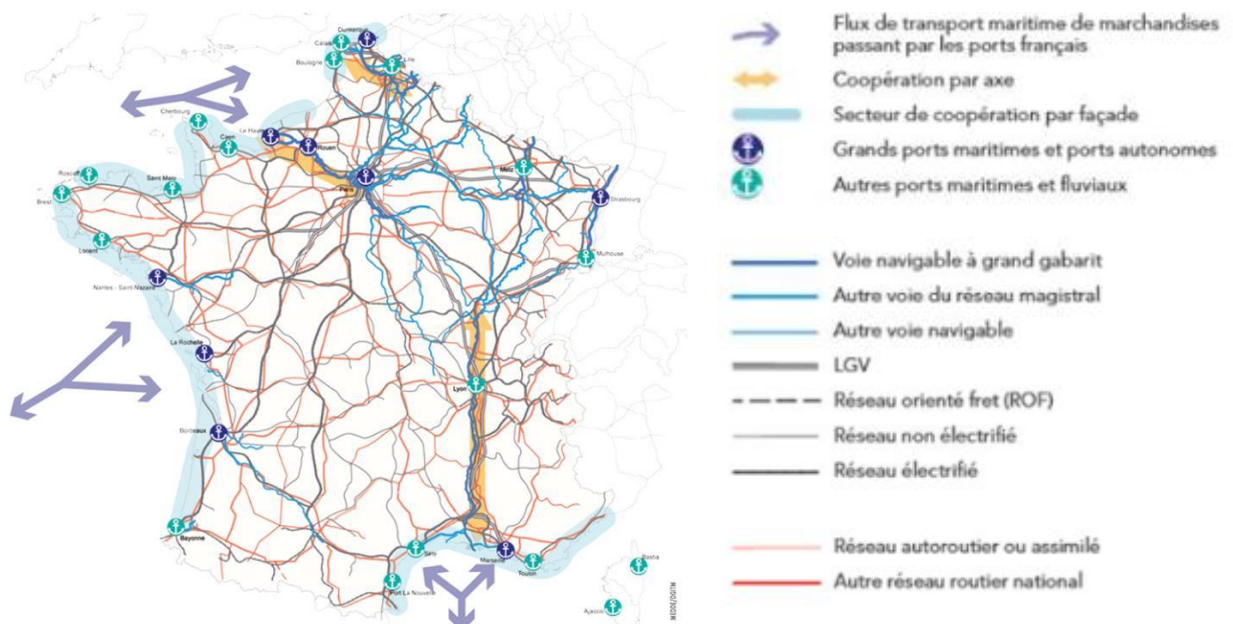 Dunkerque
Calais
Boulogne
Lille
Cherbourg
Le Havre
Caen
Rouen
Metz
Roscoff
Saint Malo
Paris
Strasbourg
Brest
Lorient
Mulhouse
Nantes - Saint-Nazaire
La Rochelle
Lyon
Bordeaux
Bayonne
Sète
Marseille
Toulon
Bastia
Port La Nouvelle
Ajaccio
Flux de transport maritime de marchandises
passant par les ports français
Coopération par axe
Secteur de coopération par façade
Grands ports maritimes et ports autonomes
Autres ports maritimes et fluviaux
Voie navigable à grand gabarit
Autre voie du réseau magistral
Autre voie navigable
LGV
Réseau orienté fret (ROF)
Réseau non électrifié
Réseau électrifié
Réseau autoroutier ou assimilé
Autre réseau routier national